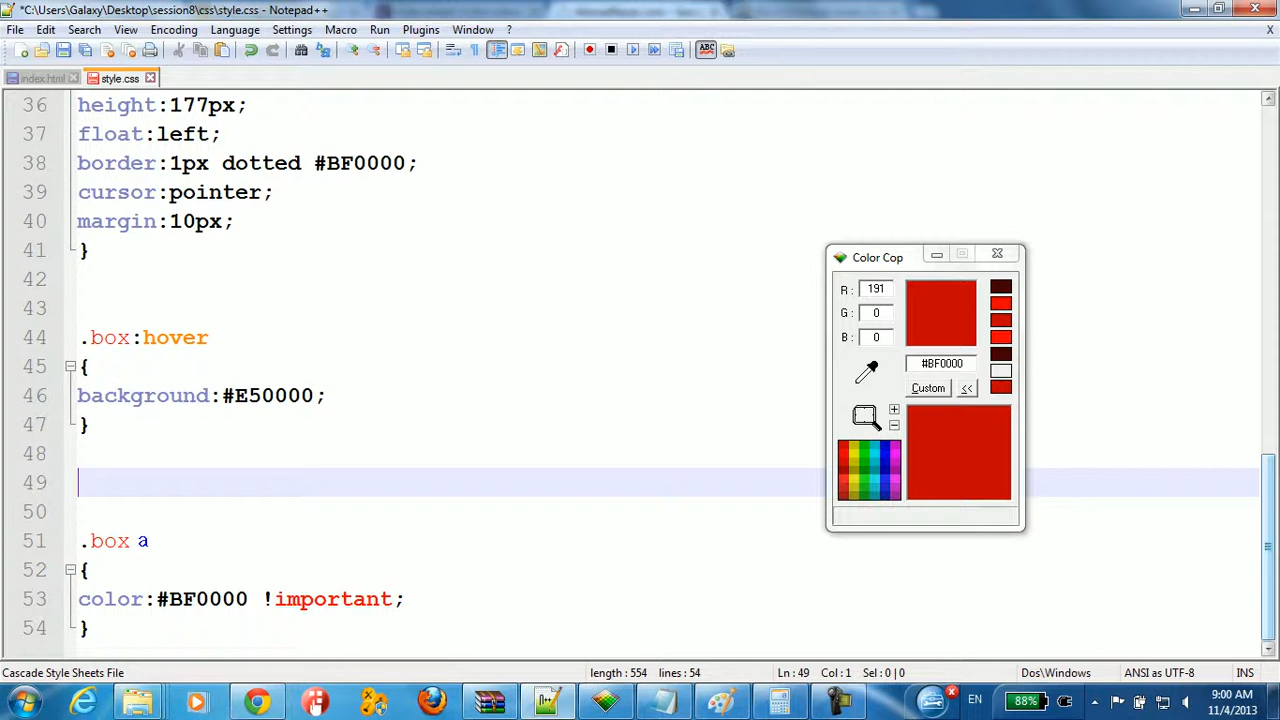 *C:\Users\Galaxy\Desktop\session8\css\style.css - Notepad++
File Edit Search View Encoding Language Settings Macro Run Plugins Window ? X
ABC
index.html style.css
36 height:177px;
37 float:left;
38 border:1px dotted #BF0000;
39 cursor:pointer;
40 margin:10px;
41 }
42
43
44 .box:hover
45 {
46 background:#E50000;
47 }
48
49
50
51 .box a
52 {
53 color:#BF0000 !important;
54 }
Color Cop
R: 191
G: 0
B: 0
#BF0000
Custom <<
Cascade Style Sheets File length : 554 lines : 54 Ln : 49 Col : 1 Sel : 0 | 0 Dos\Windows ANSI as UTF-8 INS
EN 88% 9:00 AM
11/4/2013